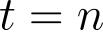 t = n